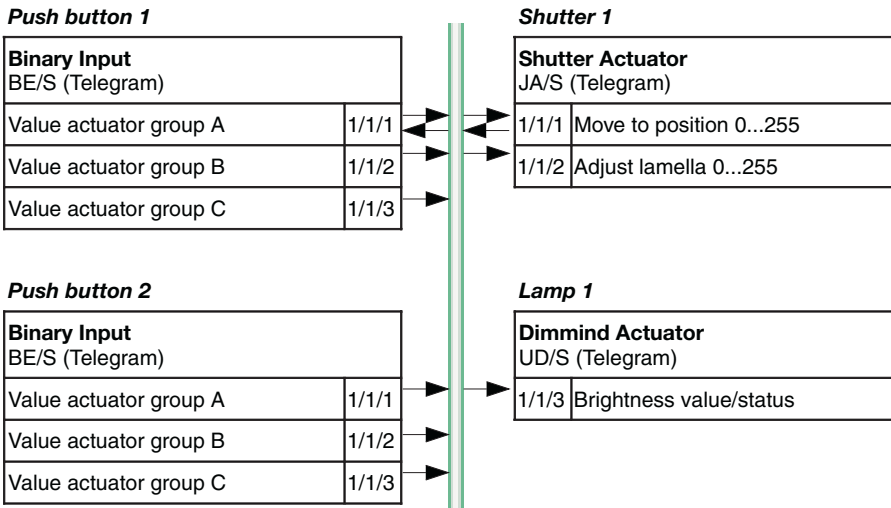 Push button 1
Binary Input
BE/S (Telegram)
Value actuator group A 1/1/1
Value actuator group B 1/1/2
Value actuator group C 1/1/3
Shutter 1
Shutter Actuator
JA/S (Telegram)
1/1/1 Move to position 0...255
1/1/2 Adjust lamella 0...255
Push button 2
Binary Input
BE/S (Telegram)
Value actuator group A 1/1/1
Value actuator group B 1/1/2
Value actuator group C 1/1/3
Lamp 1
Dimmind Actuator
UD/S (Telegram)
1/1/3 Brightness value/status